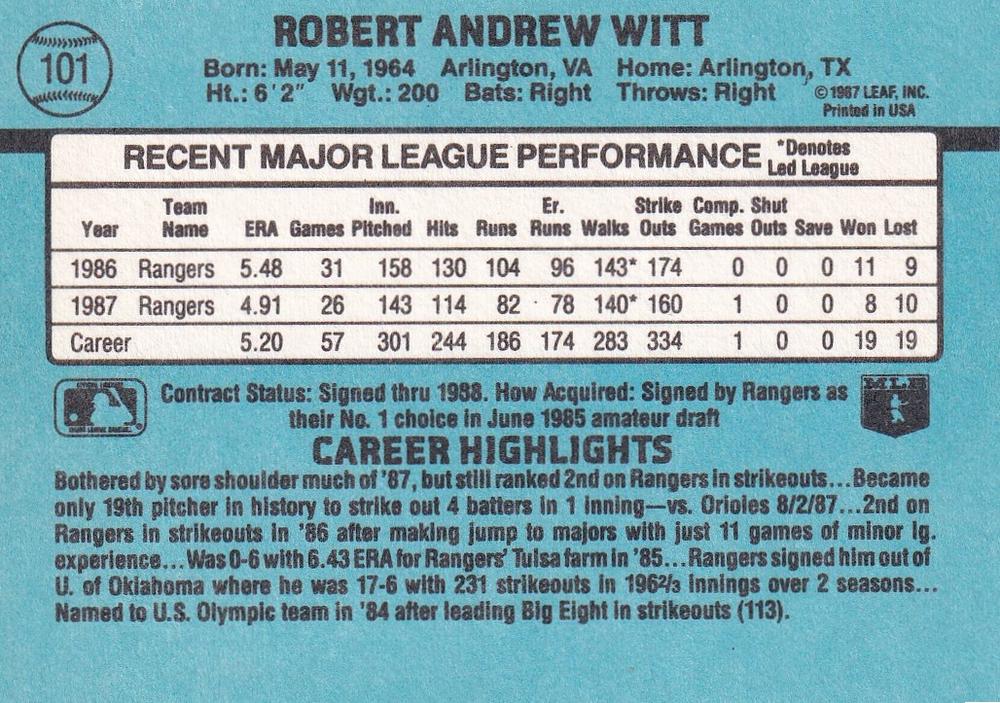 101
ROBERT ANDREW WITT
Born: May 11, 1964 Arlington, VA Home: Arlington, TX
Ht.: 6'2" Wgt.: 200 Bats: Right Throws: Right
©1987 LEAF, INC.
Printed in USA
RECENT MAJOR LEAGUE PERFORMANCE *Denotes Led League
Year Team Name ERA Games Inn. Pitched Hits Runs Er. Runs Walks Strike Outs Comp. Games Shut Outs Save Won Lost
1986 Rangers 5.48 31 158 130 104 96 143* 174 0 0 0 11 9
1987 Rangers 4.91 26 143 114 82 78 140* 160 1 0 0 8 10
Career 5.20 57 301 244 186 174 283 334 1 0 0 19 19
Contract Status: Signed thru 1988. How Acquired: Signed by Rangers as
their No. 1 choice in June 1985 amateur draft
MLB
CAREER HIGHLIGHTS
Bothered by sore shoulder much of '87, but still ranked 2nd on Rangers in strikeouts...Became
only 19th pitcher in history to strike out 4 batters in 1 inning—vs. Orioles 8/2/87...2nd on
Rangers in strikeouts in '86 after making jump to majors with just 11 games of minor lg.
experience...Was 0-6 with 6.43 ERA for Rangers' Tulsa farm in '85...Rangers signed him out of
U. of Oklahoma where he was 17-6 with 231 strikeouts in 196⅔ innings over 2 seasons...
Named to U.S. Olympic team in '84 after leading Big Eight in strikeouts (113).